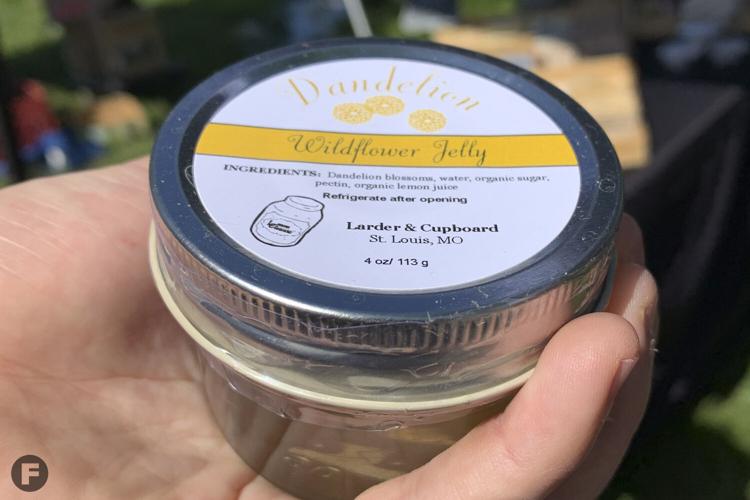 Dandelion
Wildflower Jelly
INGREDIENTS: Dandelion blossoms, water, organic sugar,
pectin, organic lemon juice
Refrigerate after opening
Larder & Cupboard
St. Louis, MO
4 oz/ 113 g
F